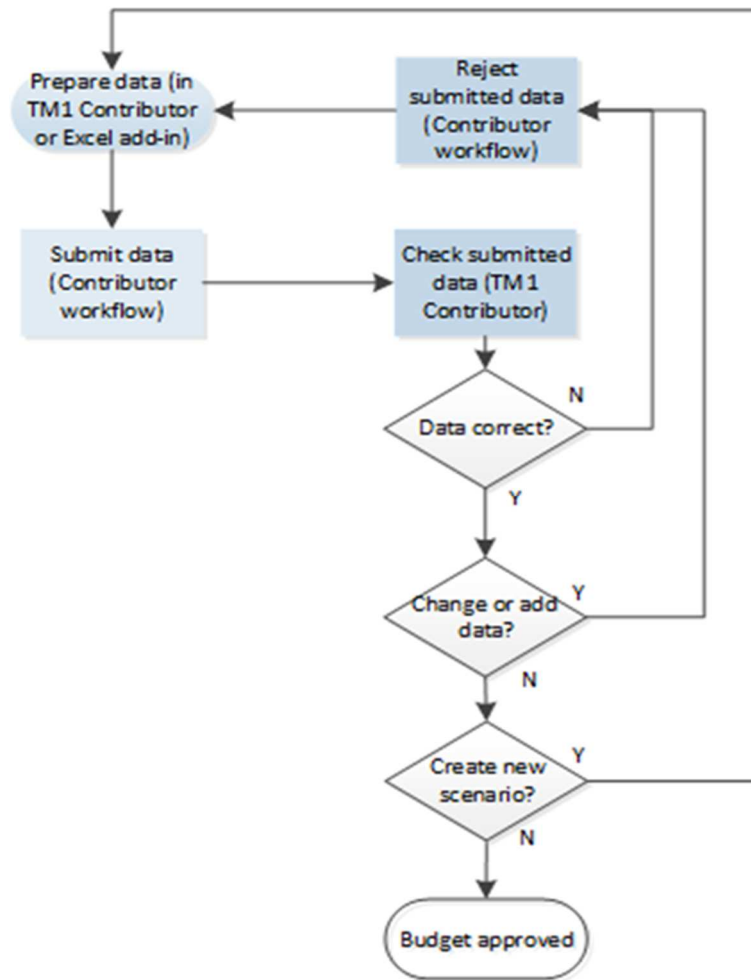 Prepare data (in
TM1 Contributor
or Excel add-in)
Reject
submitted data
(Contributor
workflow)
Submit data
(Contributor
workflow)
Check submitted
data (TM1
Contributor)
N
Data correct?
Y
Change or add
data?
Y
N
Create new
scenario?
Y
N
Budget approved